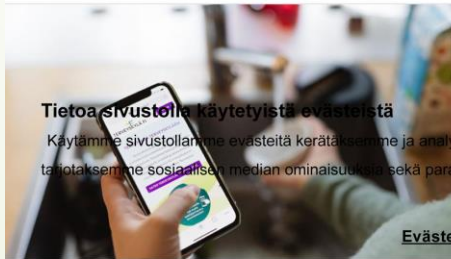 Tietoa sivustolla käytetyistä evästeistä
Käytämme sivustollamme evästeitä kerätäksemme ja analy
tarjotaksemme sosiaalisen median ominaisuuksia sekä para
Eväste